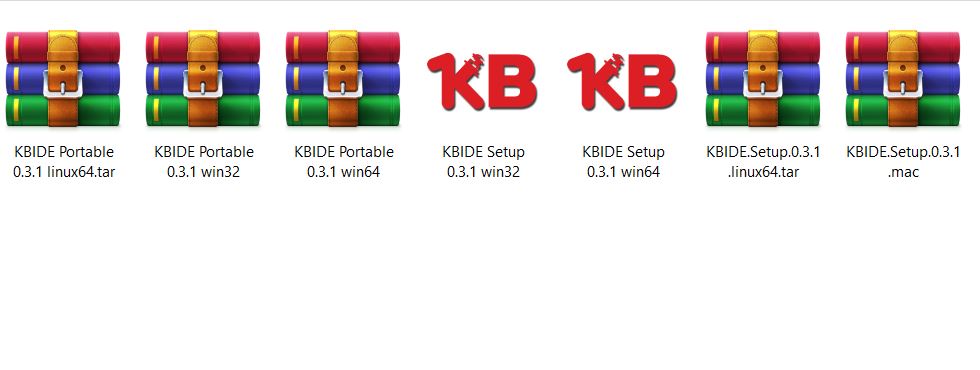 KB
KB
KBIDE Portable
0.3.1 linux64.tar
KBIDE Portable
0.3.1 win32
KBIDE Portable
0.3.1 win64
KBIDE Setup
0.3.1 win32
KBIDE Setup
0.3.1 win64
KBIDE.Setup.0.3.1
.linux64.tar
KBIDE.Setup.0.3.1
.mac